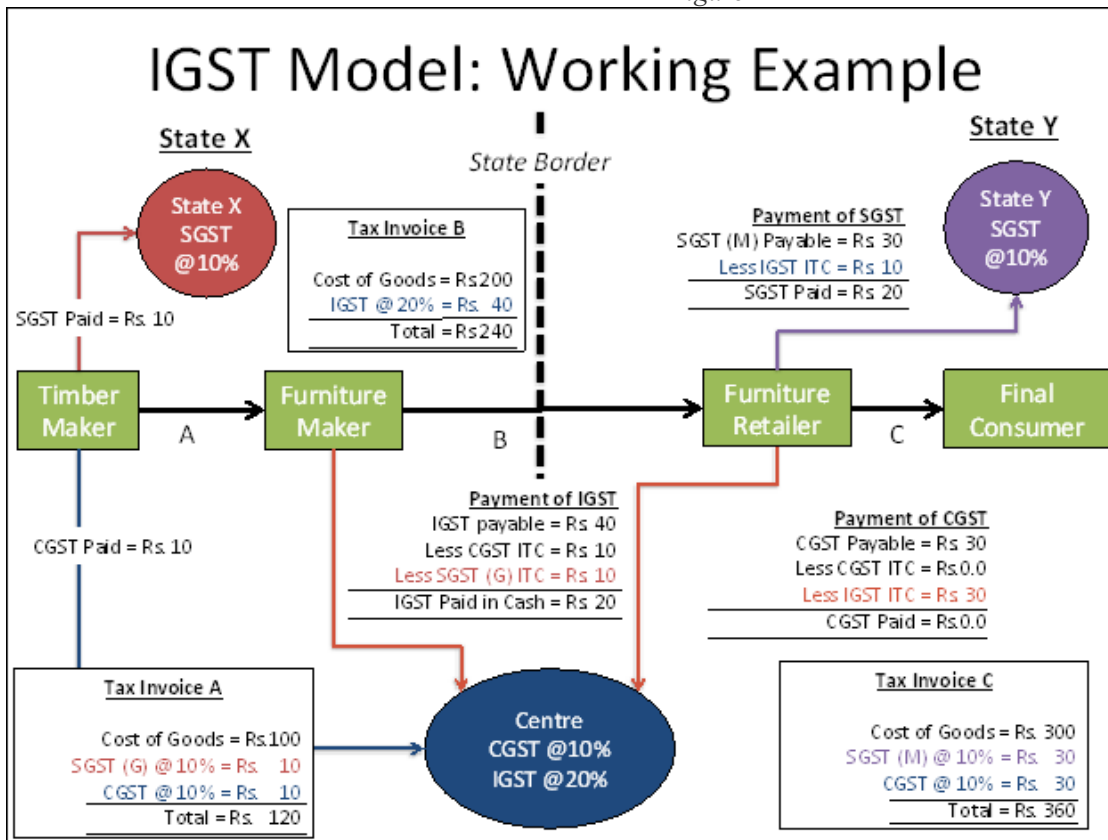 IGST Model: Working Example
State X
State Border
State Y
State X
SGST
@10%
Tax Invoice B
Cost of Goods = Rs.200
IGST @ 20% = Rs. 40
Total = Rs.240
Payment of SGST
SGST (M) Payable = Rs. 30
Less IGST ITC = Rs. 10
SGST Paid = Rs. 20
State Y
SGST
@10%
SGST Paid = Rs. 10
Timber
Maker
A
Furniture
Maker
B
Furniture
Retailer
C
Final
Consumer
CGST Paid = Rs. 10
Payment of IGST
IGST payable = Rs. 40
Less CGST ITC = Rs. 10
Less SGST (G) ITC = Rs. 10
IGST Paid in Cash = Rs. 20
Payment of CGST
CGST Payable = Rs. 30
Less CGST ITC = Rs.0.0
Less IGST ITC = Rs. 30
CGST Paid = Rs.0.0
Tax Invoice A
Cost of Goods = Rs.100
SGST (G) @ 10% = Rs. 10
CGST @ 10% = Rs. 10
Total = Rs. 120
Centre
CGST @10%
IGST @20%
Tax Invoice C
Cost of Goods = Rs. 300
SGST (M) @ 10% = Rs. 30
CGST @ 10% = Rs. 30
Total = Rs. 360